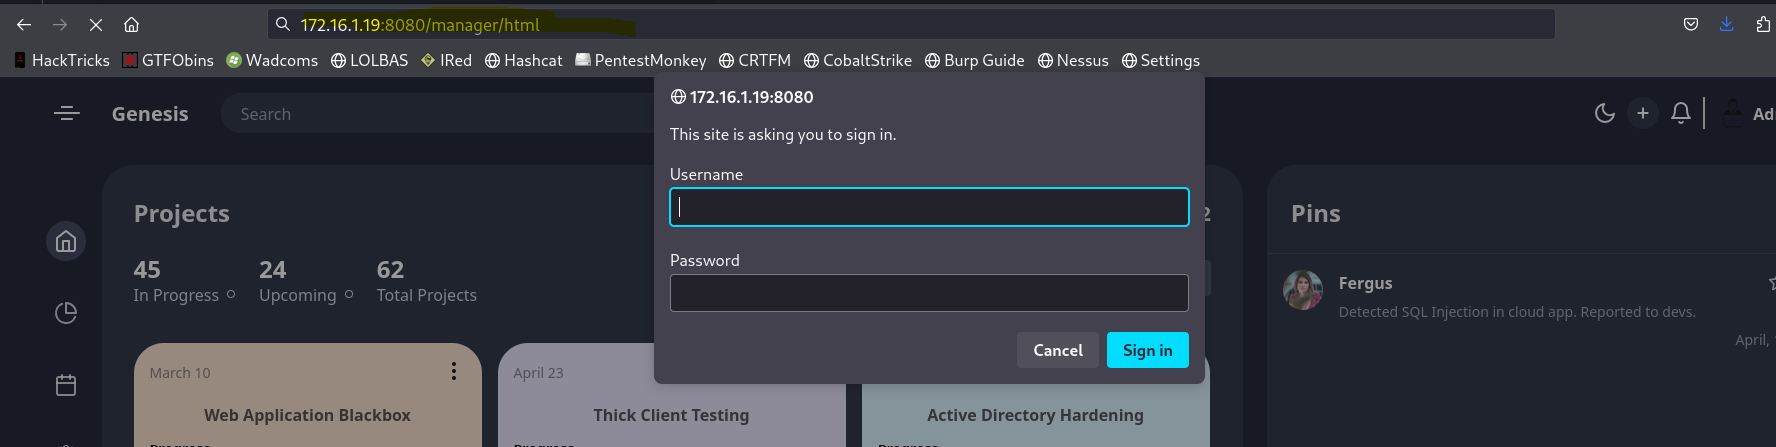 172.16.1.19:8080/manager/html
HackTricks GTFObins Wadcoms LOLBAS IRed Hashcat PentestMonkey CRTFM CobaltStrike Burp Guide Nessus Settings
Genesis Search
172.16.1.19:8080
This site is asking you to sign in.
Username
Password
Cancel Sign in
Projects
45 24 62
In Progress Upcoming Total Projects
Pins
Fergus
Detected SQL Injection in cloud app. Reported to devs.
April,
March 10 April 23
Web Application Blackbox Thick Client Testing Active Directory Hardening